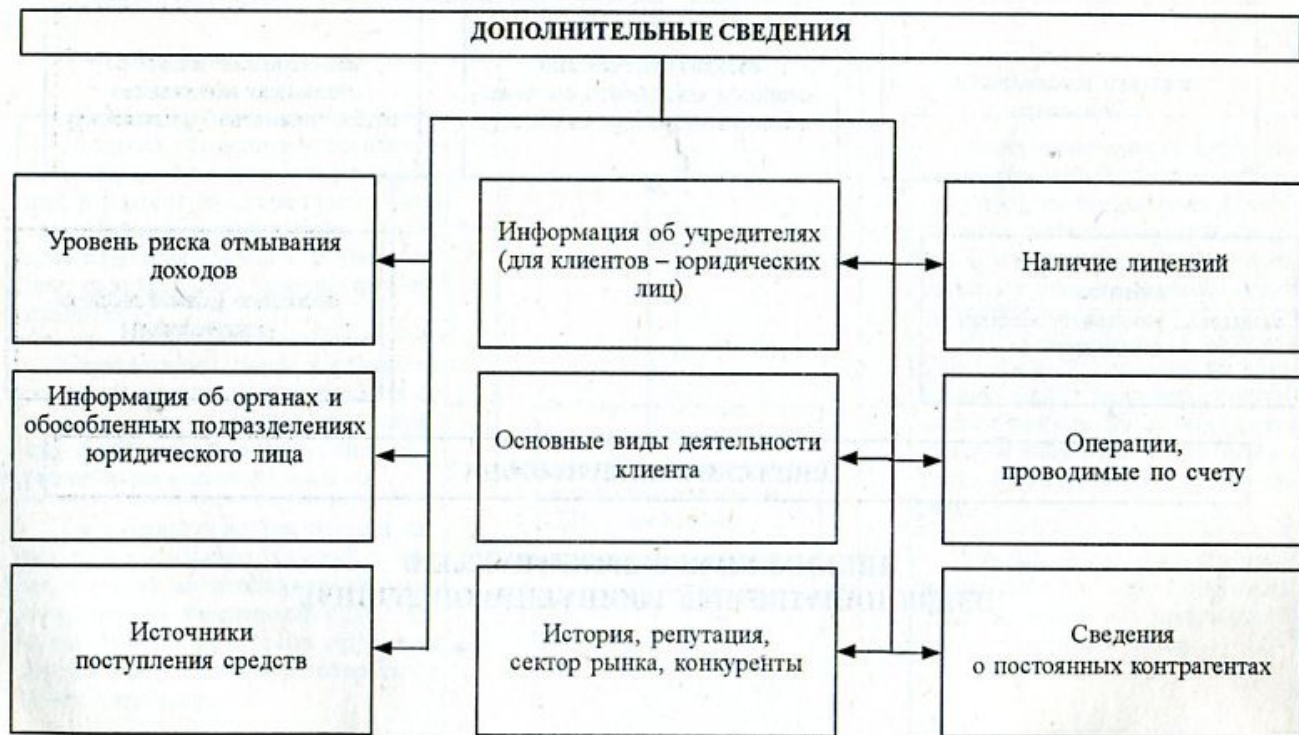 ДОПОЛНИТЕЛЬНЫЕ СВЕДЕНИЯ
Уровень риска отмывания
доходов
Информация об учредителях
(для клиентов – юридических
лиц)
Наличие лицензий
Информация об органах и
обособленных подразделениях
юридического лица
Основные виды деятельности
клиента
Операции,
проводимые по счету
Источники
поступления средств
История, репутация,
сектор рынка, конкуренты
Сведения
о постоянных контрагентах